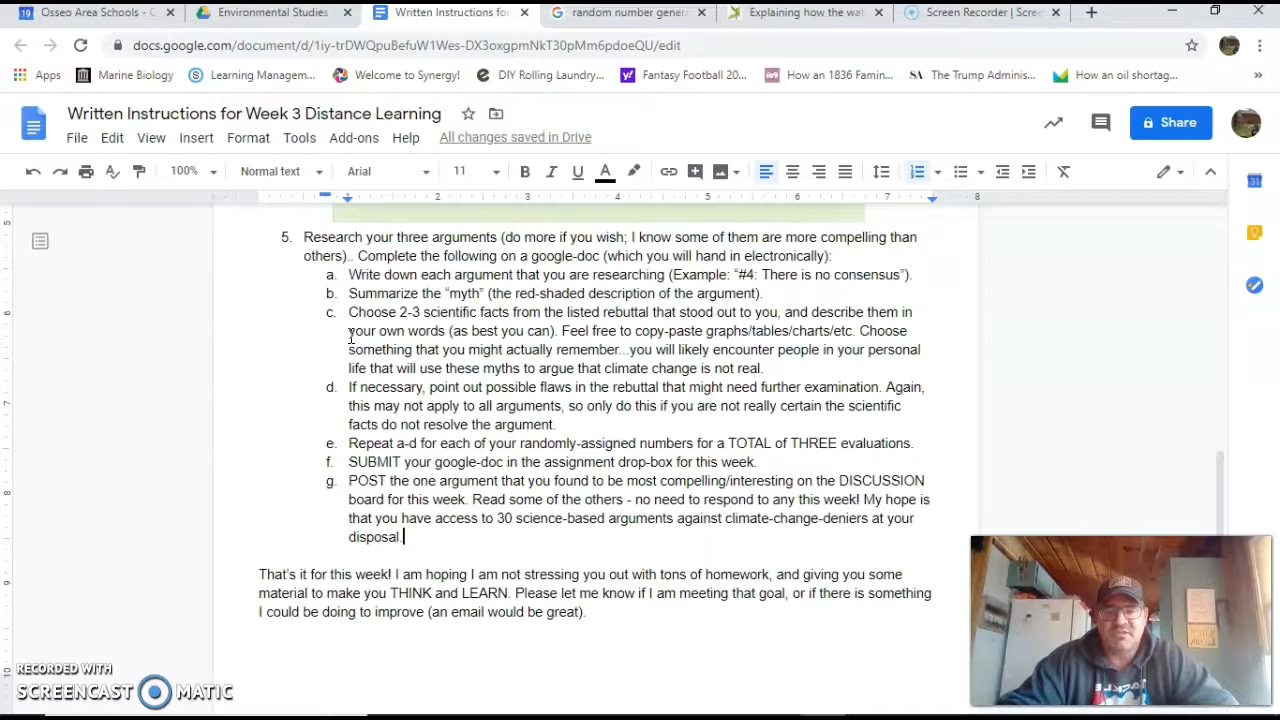 Osseo Area Schools - C
Environmental Studies
Written Instructions for
random number gener
Explaining how the wat
Screen Recorder | Scree
docs.google.com/document/d/1iy-trDWQpuBefuW1Wes-DX3oxgpmNkT30pMm6pdoeQU/edit
Apps Marine Biology Learning Managem... Welcome to Synergy! DIY Rolling Laundry... Fantasy Football 20... How an 1836 Famin... SA The Trump Adminis... How an oil shortag...
Written Instructions for Week 3 Distance Learning
File Edit View Insert Format Tools Add-ons Help All changes saved in Drive
Share
100% Normal text Arial 11
1 2 3 4 5 6 7 8
5. Research your three arguments (do more if you wish; I know some of them are more compelling than
others).. Complete the following on a google-doc (which you will hand in electronically):
a. Write down each argument that you are researching (Example: “#4: There is no consensus”).
b. Summarize the “myth” (the red-shaded description of the argument).
c. Choose 2-3 scientific facts from the listed rebuttal that stood out to you, and describe them in
your own words (as best you can). Feel free to copy-paste graphs/tables/charts/etc. Choose
something that you might actually remember...you will likely encounter people in your personal
life that will use these myths to argue that climate change is not real.
d. If necessary, point out possible flaws in the rebuttal that might need further examination. Again,
this may not apply to all arguments, so only do this if you are not really certain the scientific
facts do not resolve the argument.
e. Repeat a-d for each of your randomly-assigned numbers for a TOTAL of THREE evaluations.
f. SUBMIT your google-doc in the assignment drop-box for this week.
g. POST the one argument that you found to be most compelling/interesting on the DISCUSSION
board for this week. Read some of the others - no need to respond to any this week! My hope is
that you have access to 30 science-based arguments against climate-change-deniers at your
disposal.
That’s it for this week! I am hoping I am not stressing you out with tons of homework, and giving you some
material to make you THINK and LEARN. Please let me know if I am meeting that goal, or if there is something
I could be doing to improve (an email would be great).
RECORDED WITH
SCREENCAST MATIC